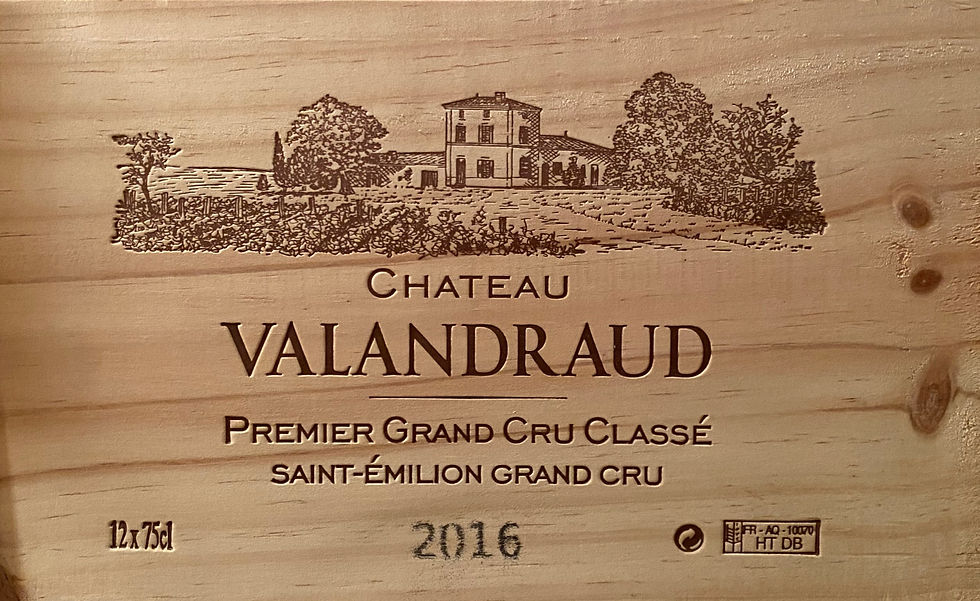 CHATEAU
VALANDRAUD
PREMIER GRAND CRU CLASSÉ
SAINT-ÉMILION GRAND CRU
12 x 75cl
2016
FR - AQ - 10070
HT DB